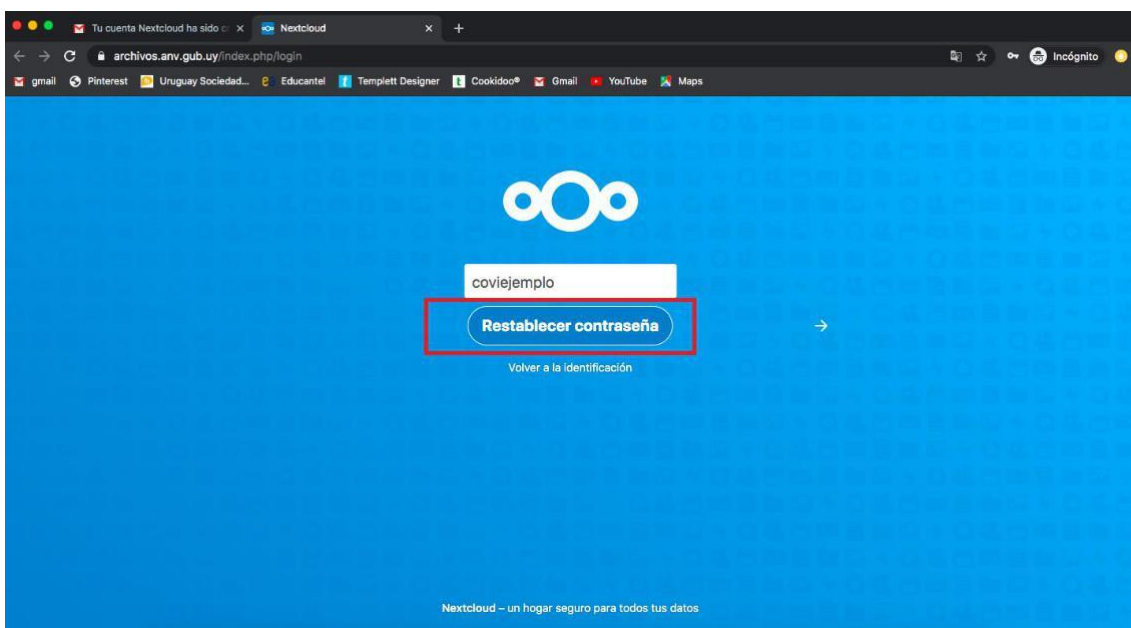 Tu cuenta Nextcloud ha sido cr
Nextcloud
archivos.anv.gub.uy/index.php/login
Incógnito
gmail
Pinterest
Uruguay Sociedad...
Educantel
Templett Designer
Cookidoo®
Gmail
YouTube
Maps
coviejemplo
Restablecer contraseña
Volver a la identificación
Nextcloud – un hogar seguro para todos tus datos